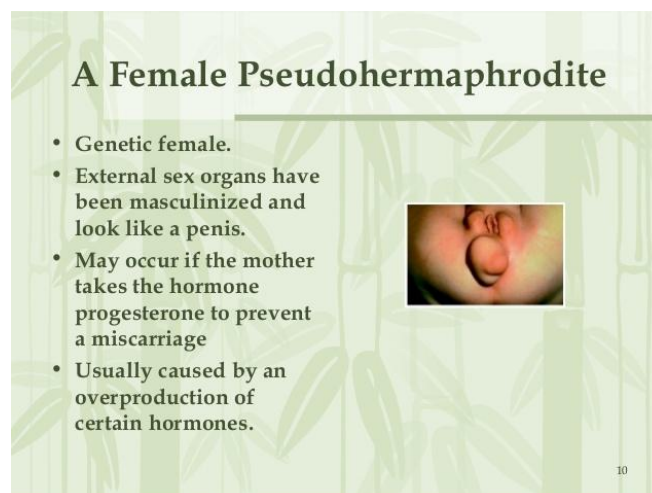 A Female Pseudohermaphrodite
• Genetic female.
• External sex organs have
been masculinized and
look like a penis.
• May occur if the mother
takes the hormone
progesterone to prevent
a miscarriage
• Usually caused by an
overproduction of
certain hormones.
10